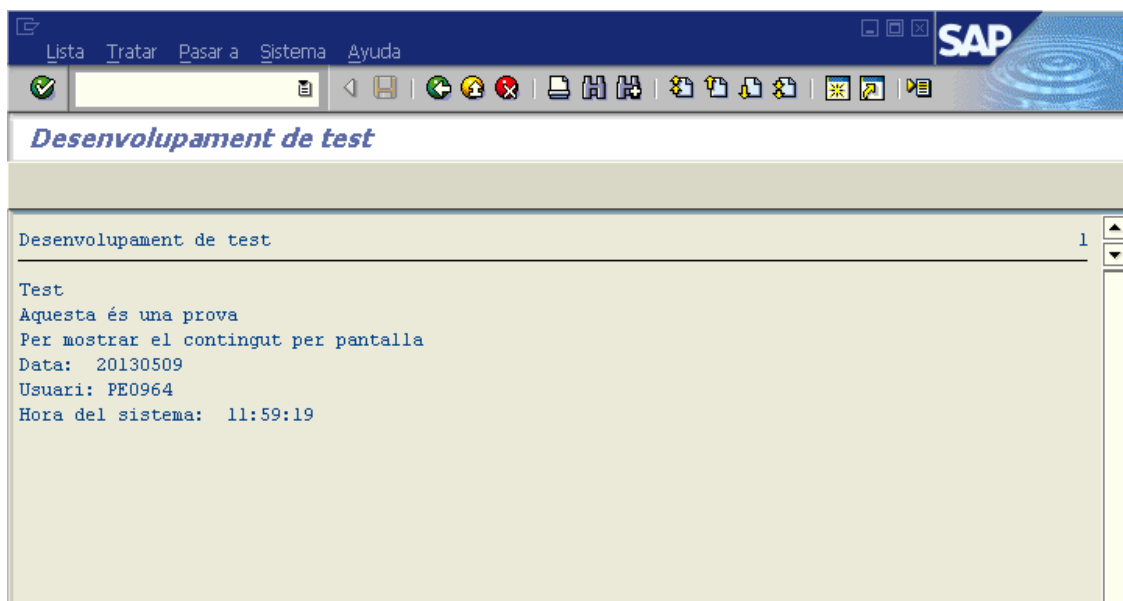 Lista Tratar Pasar a Sistema Ayuda
SAP
Desenvolupament de test
Desenvolupament de test 1
Test
Aquesta és una prova
Per mostrar el contingut per pantalla
Data: 20130509
Usuari: PE0964
Hora del sistema: 11:59:19